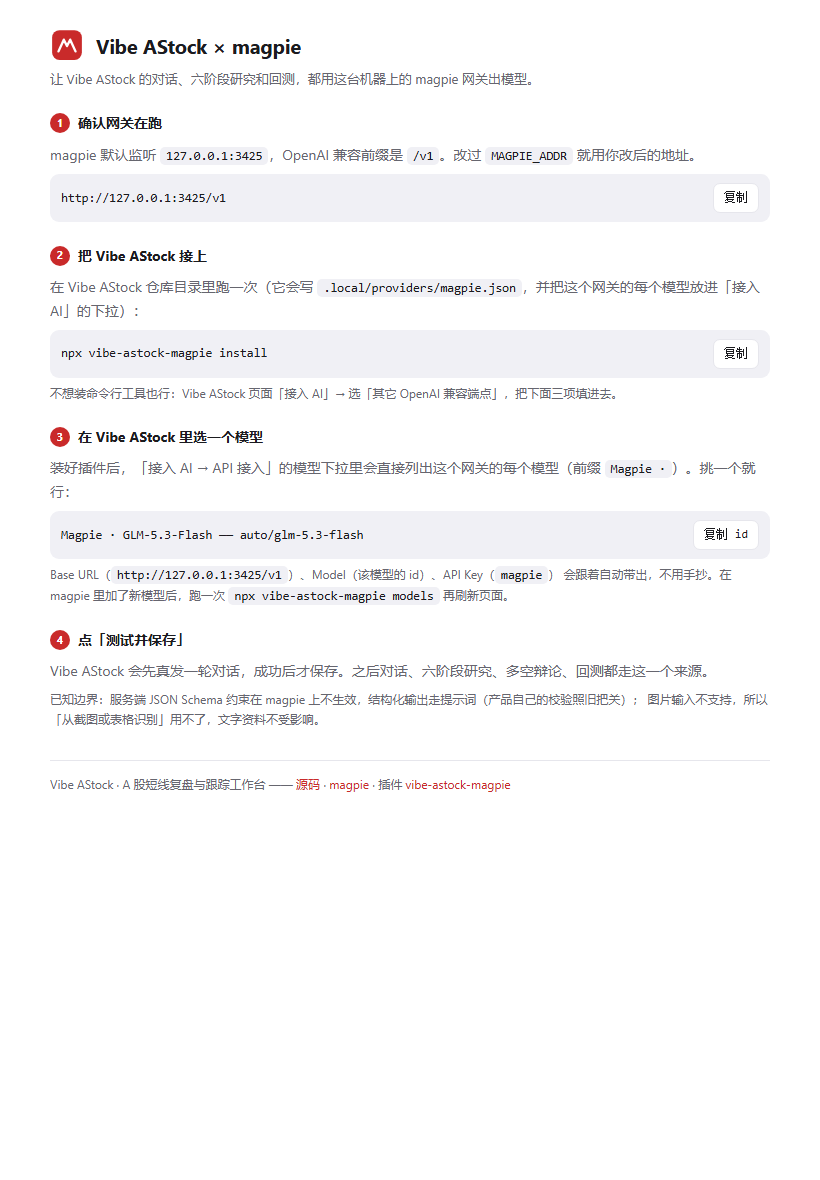 Vibe AStock × magpie
让 Vibe AStock 的对话、六阶段研究和回测，都用这台机器上的 magpie 网关出模型。
1 确认网关在跑
magpie 默认监听 127.0.0.1:3425 ，OpenAI 兼容前缀是 /v1 。改过 MAGPIE_ADDR 就用你改后的地址。
http://127.0.0.1:3425/v1 复制
2 把 Vibe AStock 接上
在 Vibe AStock 仓库目录里跑一次（它会写 .local/providers/magpie.json ，并把这个网关的每个模型放进「接入
AI」的下拉）：
npx vibe-astock-magpie install 复制
不想装命令行工具也行：Vibe AStock 页面「接入 AI」→ 选「其它 OpenAI 兼容端点」，把下面三项填进去。
3 在 Vibe AStock 里选一个模型
装好插件后，「接入 AI → API 接入」的模型下拉里会直接列出这个网关的每个模型（前缀 Magpie · ）。挑一个就
行：
Magpie · GLM-5.3-Flash —— auto/glm-5.3-flash 复制 id
Base URL（ http://127.0.0.1:3425/v1 ）、Model（该模型的 id）、API Key（ magpie ） 会跟着自动带出，不用手抄。在
magpie 里加了新模型后，跑一次 npx vibe-astock-magpie models 再刷新页面。
4 点「测试并保存」
Vibe AStock 会先真发一轮对话，成功后才保存。之后对话、六阶段研究、多空辩论、回测都走这一个来源。
已知边界：服务端 JSON Schema 约束在 magpie 上不生效，结构化输出走提示词（产品自己的校验照旧把关）； 图片输入不支持，所以
「从截图或表格识别」用不了，文字资料不受影响。
Vibe AStock · A 股短线复盘与跟踪工作台 —— 源码 · magpie · 插件 vibe-astock-magpie